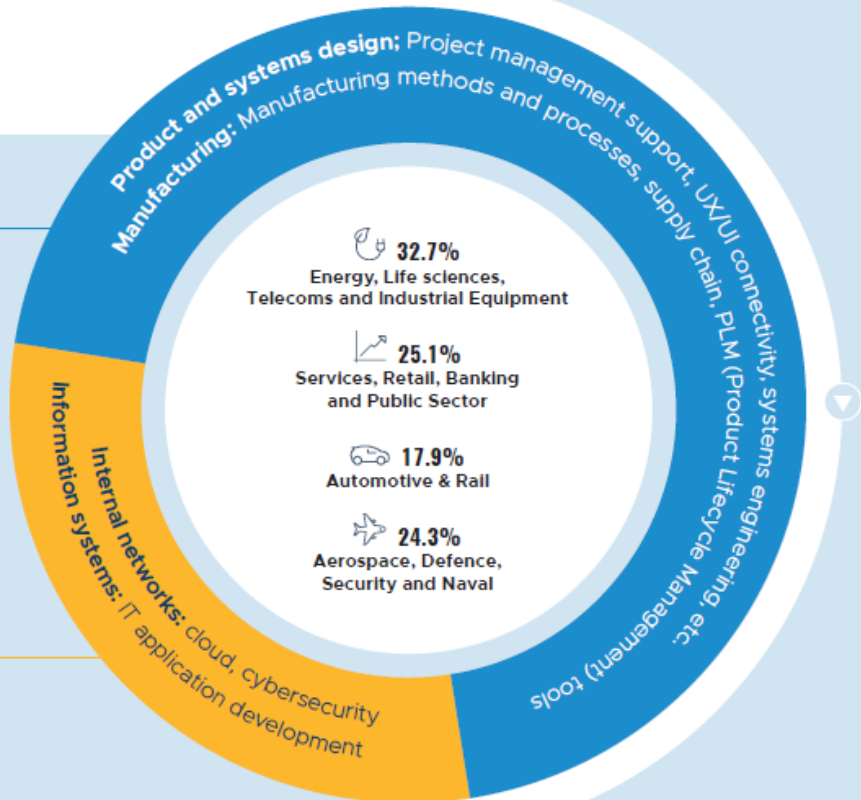 Product and systems design; Project management support, UX/UI connectivity, systems engineering, etc.
Manufacturing: Manufacturing methods and processes, supply chain, PLM (Product Lifecycle Management) tools
32.7%
Energy, Life sciences,
Telecoms and Industrial Equipment
25.1%
Services, Retail, Banking
and Public Sector
17.9%
Automotive & Rail
24.3%
Aerospace, Defence,
Security and Naval
Internal networks: cloud, cybersecurity
Information systems: IT application development